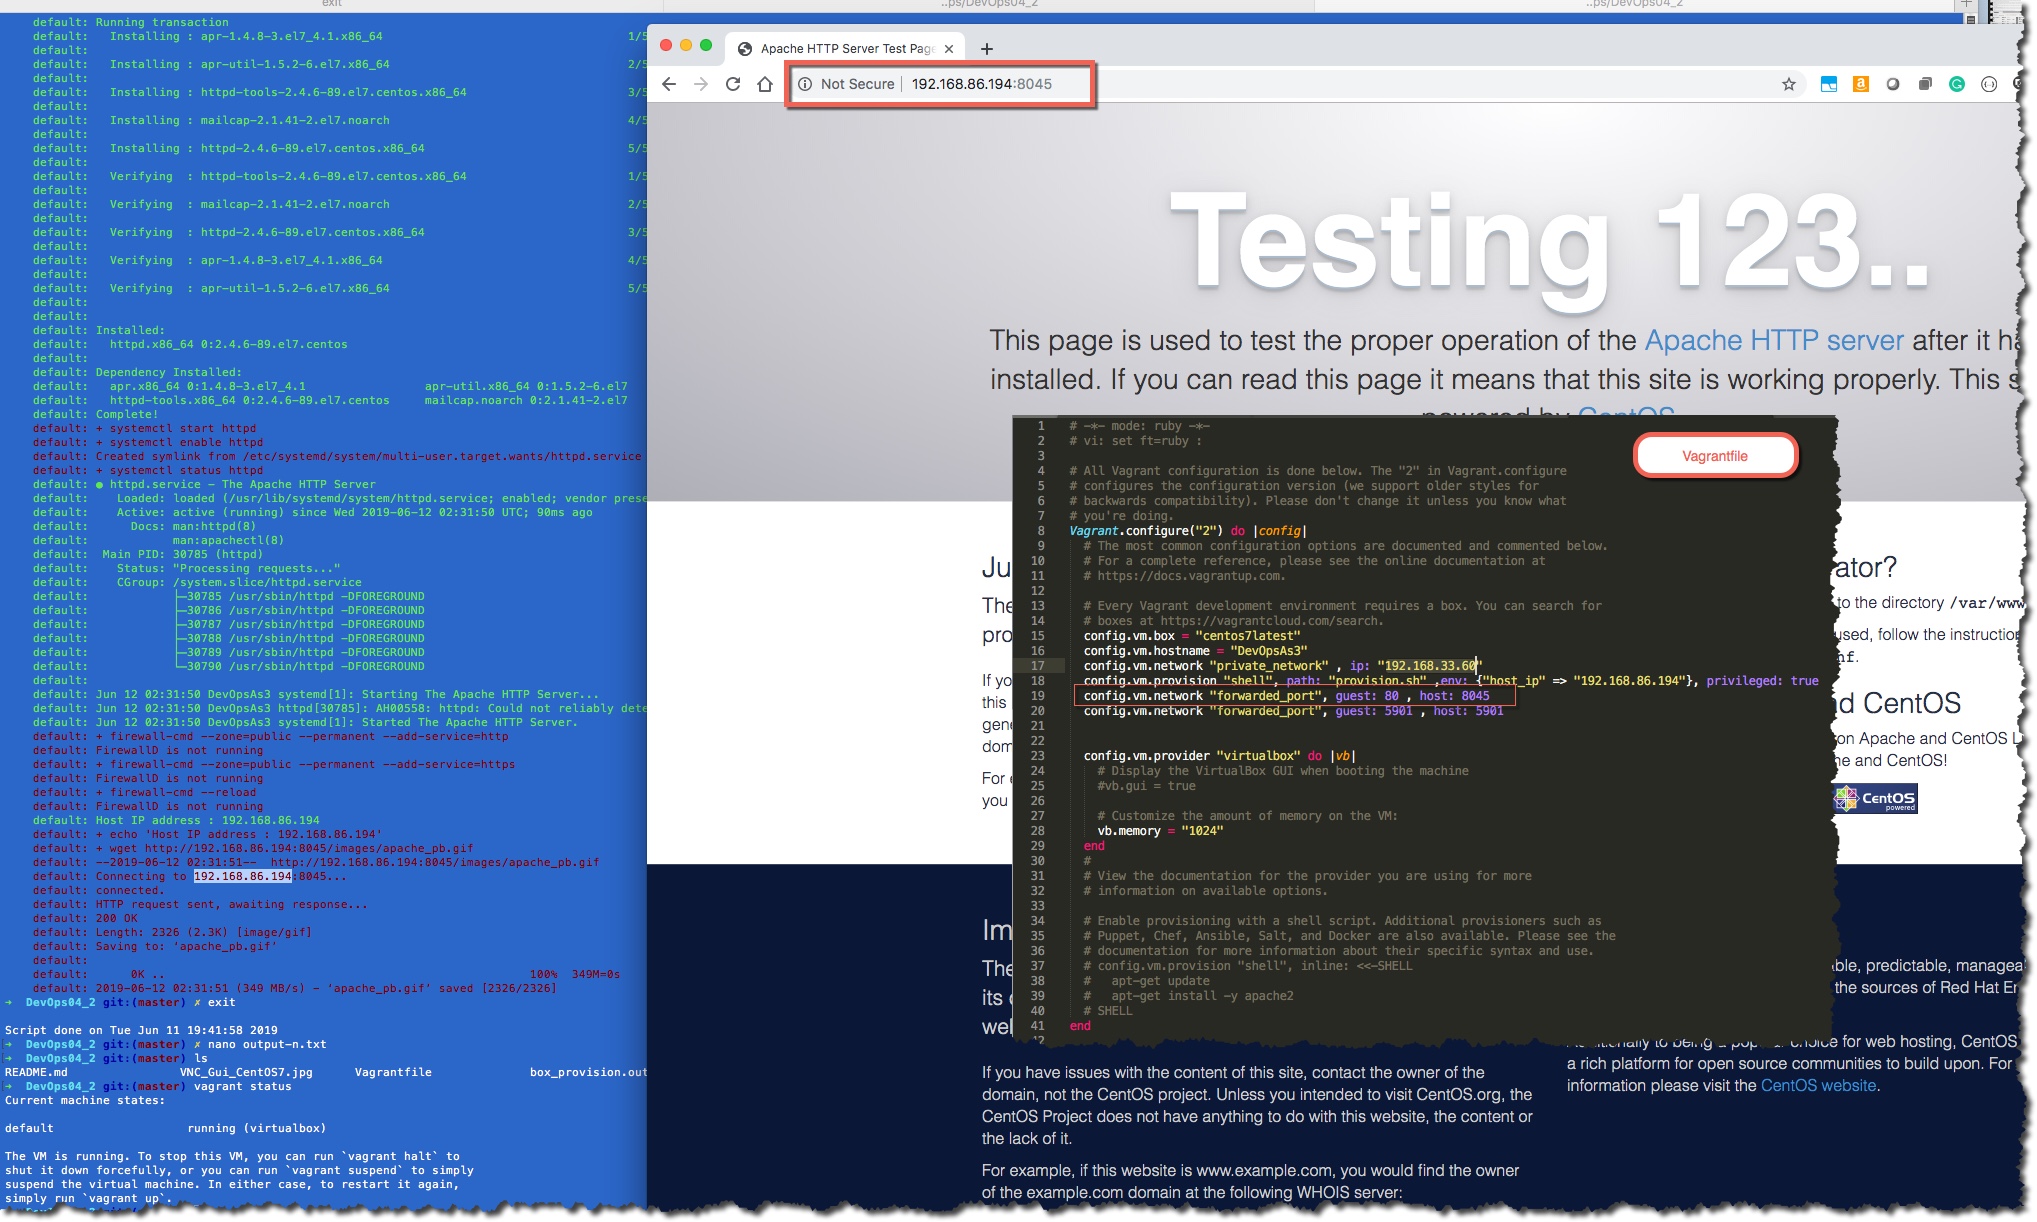 exit
..ps/DevOps04_2
..ps/DevOps04_2
default: Running transaction
default:   Installing : apr-1.4.8-3.el7_4.1.x86_64 1/5
default:
default:   Installing : apr-util-1.5.2-6.el7.x86_64 2/5
default:
default:   Installing : httpd-tools-2.4.6-89.el7.centos.x86_64 3/5
default:
default:   Installing : mailcap-2.1.41-2.el7.noarch 4/5
default:
default:   Installing : httpd-2.4.6-89.el7.centos.x86_64 5/5
default:
default:   Verifying  : httpd-tools-2.4.6-89.el7.centos.x86_64 1/5
default:
default:   Verifying  : mailcap-2.1.41-2.el7.noarch 2/5
default:
default:   Verifying  : httpd-2.4.6-89.el7.centos.x86_64 3/5
default:
default:   Verifying  : apr-1.4.8-3.el7_4.1.x86_64 4/5
default:
default:   Verifying  : apr-util-1.5.2-6.el7.x86_64 5/5
default:
default:
default: Installed:
default:   httpd.x86_64 0:2.4.6-89.el7.centos
default:
default: Dependency Installed:
default:   apr.x86_64 0:1.4.8-3.el7_4.1 apr-util.x86_64 0:1.5.2-6.el7
default:   httpd-tools.x86_64 0:2.4.6-89.el7.centos mailcap.noarch 0:2.1.41-2.el7
default: Complete!
default: + systemctl start httpd
default: + systemctl enable httpd
default: Created symlink from /etc/systemd/system/multi-user.target.wants/httpd.service
default: + systemctl status httpd
default: ● httpd.service - The Apache HTTP Server
default:    Loaded: loaded (/usr/lib/systemd/system/httpd.service; enabled; vendor prese
default:    Active: active (running) since Wed 2019-06-12 02:31:50 UTC; 90ms ago
default:      Docs: man:httpd(8)
default:            man:apachectl(8)
default:  Main PID: 30785 (httpd)
default:    Status: "Processing requests..."
default:    CGroup: /system.slice/httpd.service
default:            ├─30785 /usr/sbin/httpd -DFOREGROUND
default:            ├─30786 /usr/sbin/httpd -DFOREGROUND
default:            ├─30787 /usr/sbin/httpd -DFOREGROUND
default:            ├─30788 /usr/sbin/httpd -DFOREGROUND
default:            ├─30789 /usr/sbin/httpd -DFOREGROUND
default:            └─30790 /usr/sbin/httpd -DFOREGROUND
default:
default: Jun 12 02:31:50 DevOpsAs3 systemd[1]: Starting The Apache HTTP Server...
default: Jun 12 02:31:50 DevOpsAs3 httpd[30785]: AH00558: httpd: Could not reliably dete
default: Jun 12 02:31:50 DevOpsAs3 systemd[1]: Started The Apache HTTP Server.
default: + firewall-cmd --zone=public --permanent --add-service=http
default: FirewallD is not running
default: + firewall-cmd --zone=public --permanent --add-service=https
default: FirewallD is not running
default: + firewall-cmd --reload
default: FirewallD is not running
default: Host IP address : 192.168.86.194
default: + echo 'Host IP address : 192.168.86.194'
default: + wget http://192.168.86.194:8045/images/apache_pb.gif
default: --2019-06-12 02:31:51--  http://192.168.86.194:8045/images/apache_pb.gif
default: Connecting to 192.168.86.194:8045...
default: connected.
default: HTTP request sent, awaiting response...
default: 200 OK
default: Length: 2326 (2.3K) [image/gif]
default: Saving to: 'apache_pb.gif'
default:
default:      0K .. 100%  349M=0s
default: 2019-06-12 02:31:51 (349 MB/s) - 'apache_pb.gif' saved [2326/2326]
➜  DevOps04_2 git:(master) ✗ exit
Script done on Tue Jun 11 19:41:58 2019
➜  DevOps04_2 git:(master) ✗ nano output-n.txt
➜  DevOps04_2 git:(master) ls
README.md VNC_Gui_CentOS7.jpg Vagrantfile box_provision.out
➜  DevOps04_2 git:(master) vagrant status
Current machine states:
default running (virtualbox)
The VM is running. To stop this VM, you can run `vagrant halt` to
shut it down forcefully, or you can run `vagrant suspend` to simply
suspend the virtual machine. In either case, to restart it again,
simply run `vagrant up`.
Apache HTTP Server Test Page
Not Secure | 192.168.86.194:8045
Testing 123..
This page is used to test the proper operation of the Apache HTTP server after it ha
installed. If you can read this page it means that this site is working properly. This s
powered by CentOS
Vagrantfile
1 # -*- mode: ruby -*-
2 # vi: set ft=ruby :
3
4 # All Vagrant configuration is done below. The "2" in Vagrant.configure
5 # configures the configuration version (we support older styles for
6 # backwards compatibility). Please don't change it unless you know what
7 # you're doing.
8 Vagrant.configure("2") do |config|
9 # The most common configuration options are documented and commented below.
10 # For a complete reference, please see the online documentation at
11 # https://docs.vagrantup.com.
12
13 # Every Vagrant development environment requires a box. You can search for
14 # boxes at https://vagrantcloud.com/search.
15 config.vm.box = "centos7latest"
16 config.vm.hostname = "DevOpsAs3"
17 config.vm.network "private_network" , ip: "192.168.33.60"
18 config.vm.provision "shell", path: "provision.sh" ,env: {"host_ip" => "192.168.86.194"}, privileged: true
19 config.vm.network "forwarded_port", guest: 80 , host: 8045
20 config.vm.network "forwarded_port", guest: 5901 , host: 5901
21
22
23 config.vm.provider "virtualbox" do |vb|
24 # Display the VirtualBox GUI when booting the machine
25 #vb.gui = true
26
27 # Customize the amount of memory on the VM:
28 vb.memory = "1024"
29 end
30 #
31 # View the documentation for the provider you are using for more
32 # information on available options.
33
34 # Enable provisioning with a shell script. Additional provisioners such as
35 # Puppet, Chef, Ansible, Salt, and Docker are also available. Please see the
36 # documentation for more information about their specific syntax and use.
37 # config.vm.provision "shell", inline: <<-SHELL
38 #   apt-get update
39 #   apt-get install -y apache2
40 # SHELL
41 end
Ju
The
pro
If yo
this
gene
dom
For e
you
ator?
to the directory /var/www
used, follow the instruction
nf.
d CentOS
on Apache and CentOS L
he and CentOS!
CentOS
powered
Im
The
its
wel
ble, predictable, managea
the sources of Red Hat En
for web hosting, CentOS
a rich platform for open source communities to build upon. For
information please visit the CentOS website.
If you have issues with the content of this site, contact the owner of the
domain, not the CentOS project. Unless you intended to visit CentOS.org, the
CentOS Project does not have anything to do with this website, the content or
the lack of it.
For example, if this website is www.example.com, you would find the owner
of the example.com domain at the following WHOIS server: